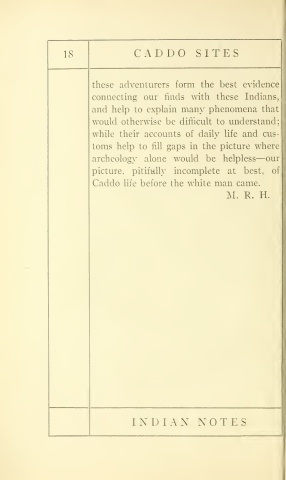 18
CADDO SITES
these adventurers form the best evidence
connecting our finds with these Indians,
and help to explain many phenomena that
would otherwise be difficult to understand;
while their accounts of daily life and cus-
toms help to fill gaps in the picture where
archeology alone would be helpless—our
picture, pitifully incomplete at best, of
Caddo life before the white man came.
M. R. H.
INDIAN NOTES